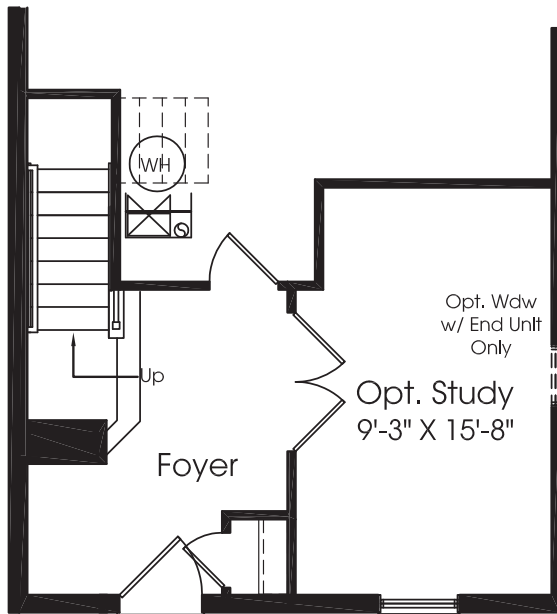 WH
Opt. Wdw
w/ End Unit
Only
Up
Opt. Study
9'-3" X 15'-8"
Foyer